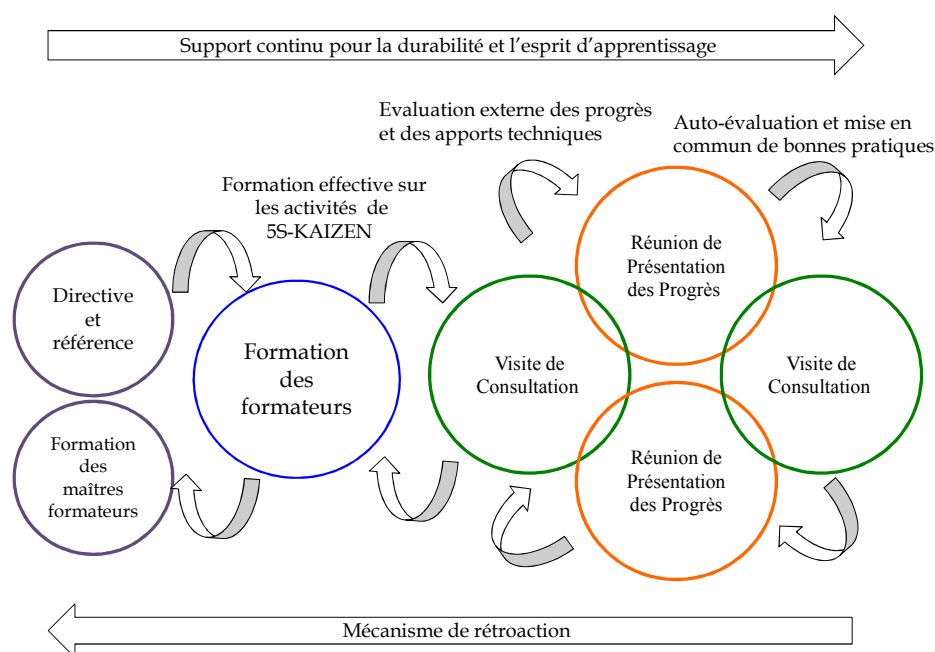 Support continu pour la durabilité et l’esprit d’apprentissage
Evaluation externe des progrès
et des apports techniques
Auto-évaluation et mise en
commun de bonnes pratiques
Formation effective sur
les activités de
5S-KAIZEN
Directive
et
référence
Formation
des
maîtres
formateurs
Formation
des
formateurs
Visite de
Consultation
Réunion de
Présentation
des Progrès
Réunion de
Présentation
des Progrès
Visite de
Consultation
Mécanisme de rétroaction